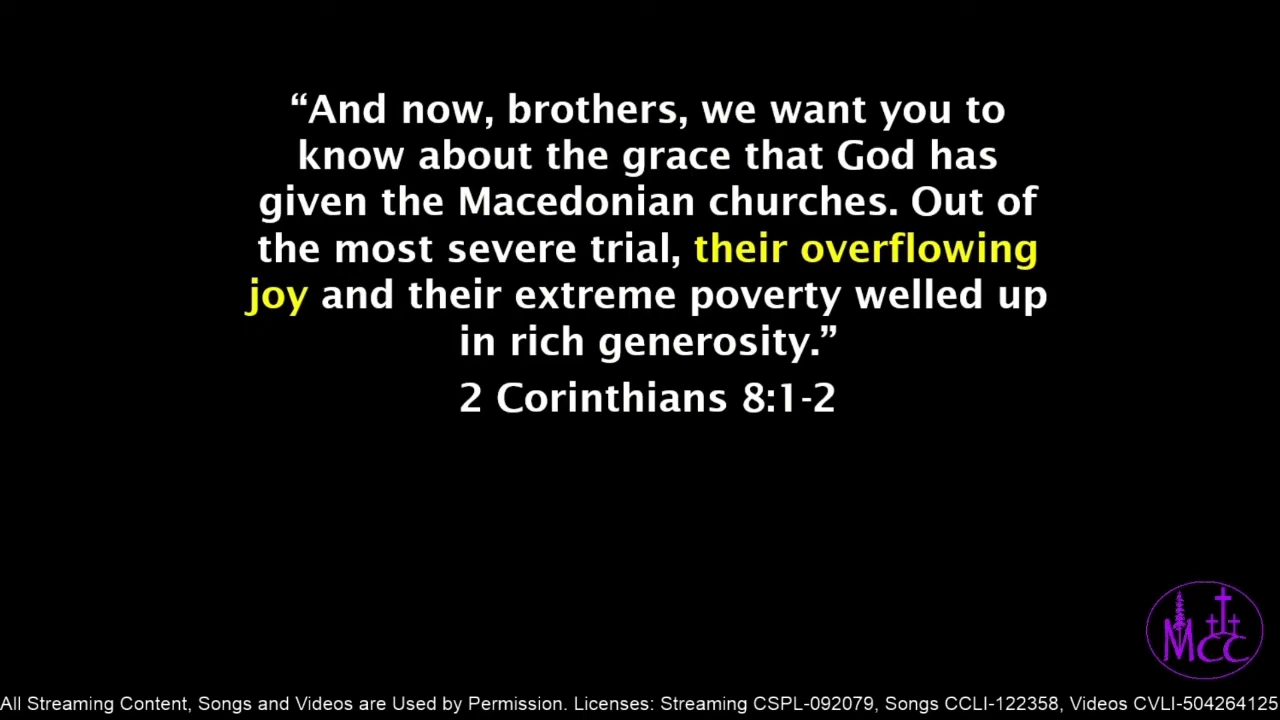 “And now, brothers, we want you to
know about the grace that God has
given the Macedonian churches. Out of
the most severe trial, their overflowing
joy and their extreme poverty welled up
in rich generosity.”
2 Corinthians 8:1-2
MCC
All Streaming Content, Songs and Videos are Used by Permission. Licenses: Streaming CSPL-092079, Songs CCLI-122358, Videos CVLI-504264125